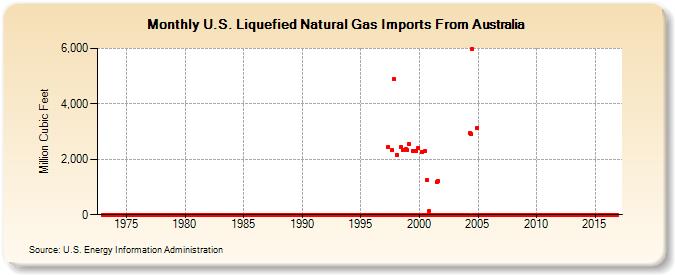 Monthly U.S. Liquefied Natural Gas Imports From Australia
Million Cubic Feet
6,000
4,000
2,000
0
1975 1980 1985 1990 1995 2000 2005 2010 2015
Source: U.S. Energy Information Administration